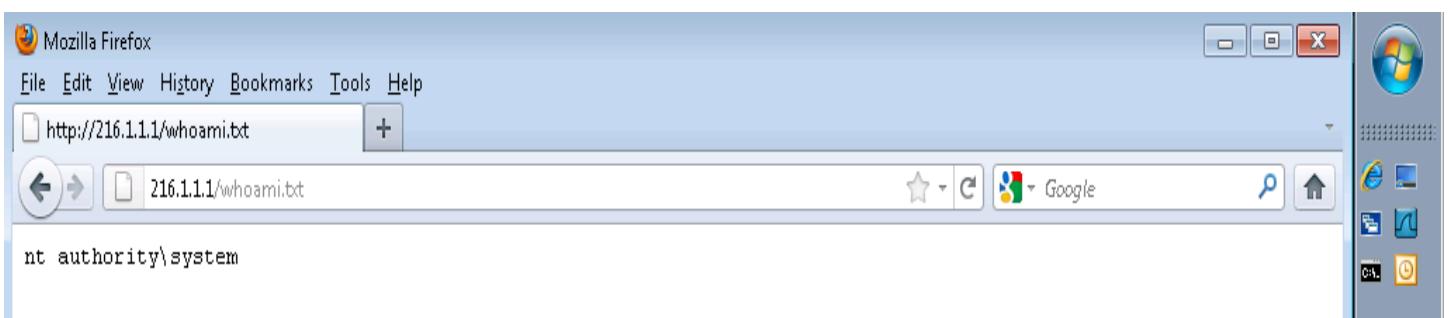 Mozilla Firefox
File Edit View History Bookmarks Tools Help
http://216.1.1.1/whoami.txt
216.1.1.1/whoami.txt
Google
nt authority\system
C:\.